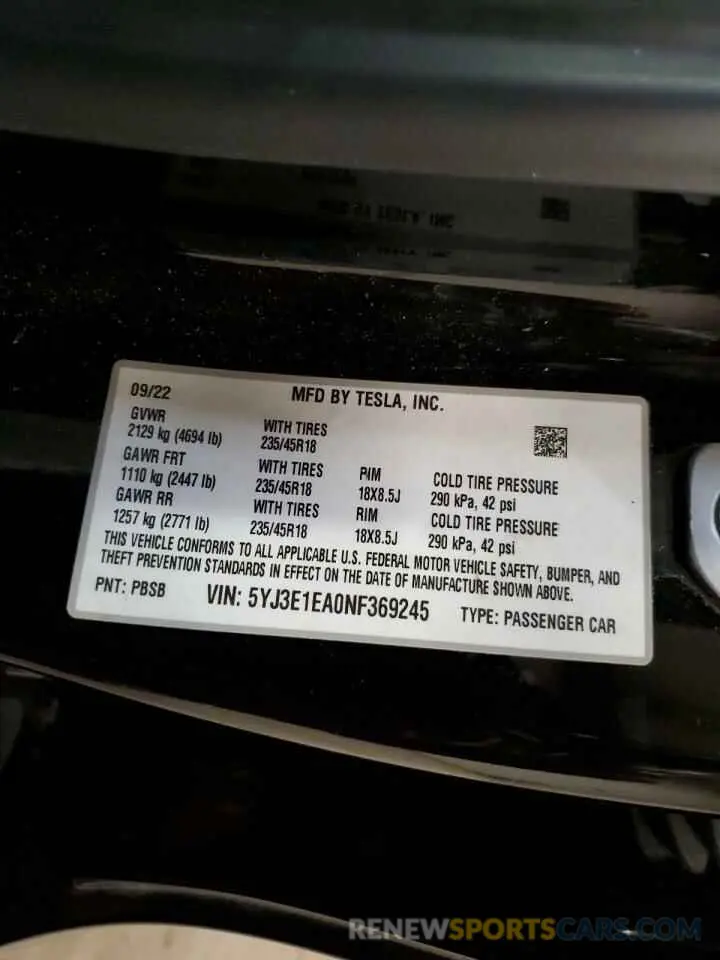 09/22 MFD BY TESLA, INC.
GVWR WITH TIRES
2129 kg (4694 lb) 235/45R18
GAWR FRT WITH TIRES RIM COLD TIRE PRESSURE
1110 kg (2447 lb) 235/45R18 18X8.5J 290 kPa, 42 psi
GAWR RR WITH TIRES RIM COLD TIRE PRESSURE
1257 kg (2771 lb) 235/45R18 18X8.5J 290 kPa, 42 psi
THIS VEHICLE CONFORMS TO ALL APPLICABLE U.S. FEDERAL MOTOR VEHICLE SAFETY, BUMPER, AND
THEFT PREVENTION STANDARDS IN EFFECT ON THE DATE OF MANUFACTURE SHOWN ABOVE.
PNT: PBSB VIN: 5YJ3E1EA0NF369245 TYPE: PASSENGER CAR
RENEWSPORTSCARS.COM